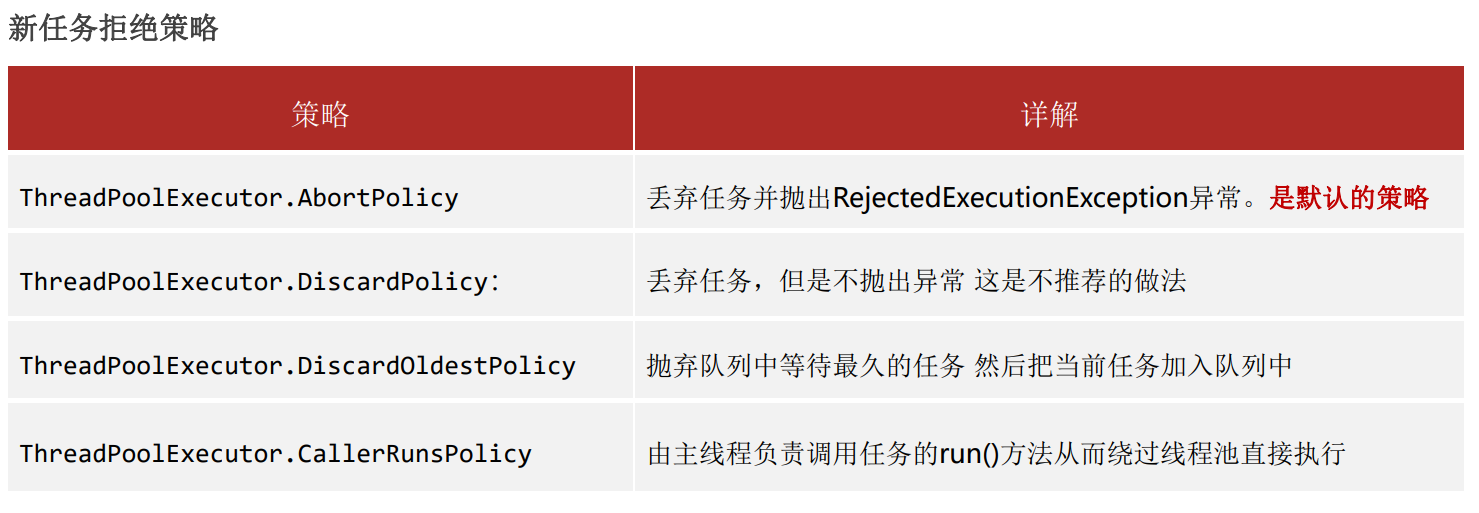 新任务拒绝策略
策略 详解
ThreadPoolExecutor.AbortPolicy 丢弃任务并抛出RejectedExecutionException异常。是默认的策略
ThreadPoolExecutor.DiscardPolicy： 丢弃任务，但是不抛出异常 这是不推荐的做法
ThreadPoolExecutor.DiscardOldestPolicy 抛弃队列中等待最久的任务 然后把当前任务加入队列中
ThreadPoolExecutor.CallerRunsPolicy 由主线程负责调用任务的run()方法从而绕过线程池直接执行